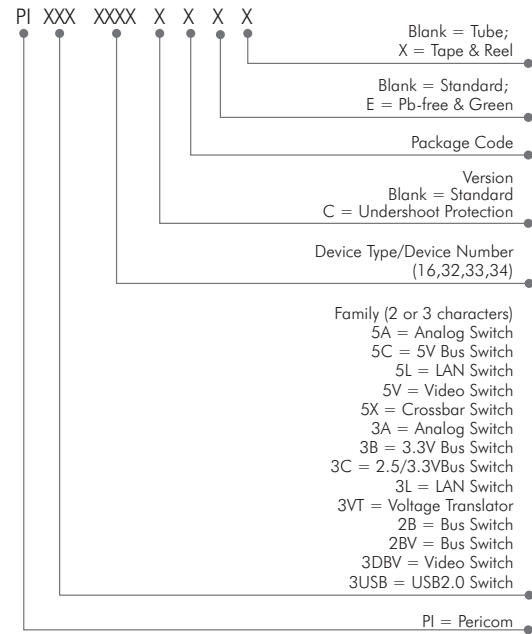 PI XXX XXXX X X X X
Blank = Tube;
X = Tape & Reel
Blank = Standard;
E = Pb-free & Green
Package Code
Version
Blank = Standard
C = Undershoot Protection
Device Type/Device Number
(16,32,33,34)
Family (2 or 3 characters)
5A = Analog Switch
5C = 5V Bus Switch
5L = LAN Switch
5V = Video Switch
5X = Crossbar Switch
3A = Analog Switch
3B = 3.3V Bus Switch
3C = 2.5/3.3VBus Switch
3L = LAN Switch
3VT = Voltage Translator
2B = Bus Switch
2BV = Bus Switch
3DBV = Video Switch
3USB = USB2.0 Switch
PI = Pericom